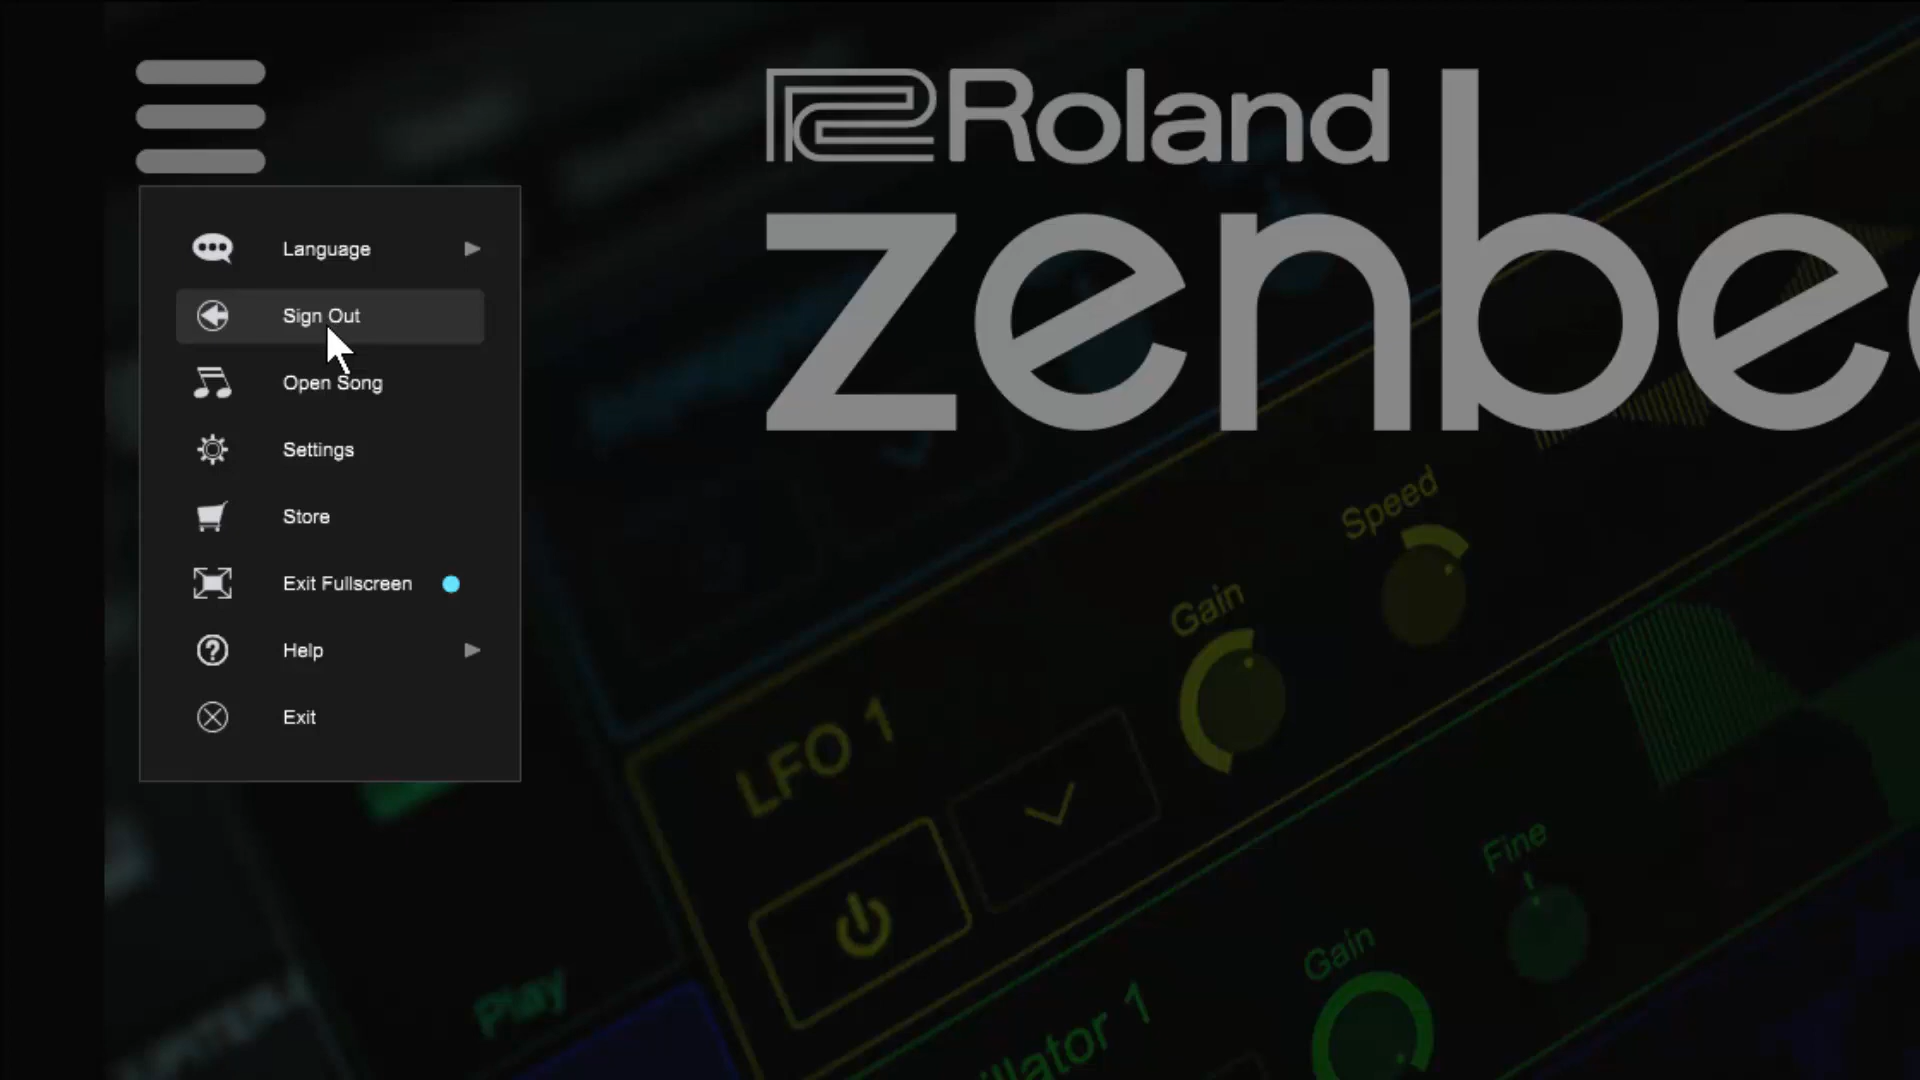 Roland
zenbe
Language
Sign Out
Open Song
Settings
Store
Exit Fullscreen
Help
Exit
Speed
Gain
LFO 1
Fine
Gain
Play
illator 1